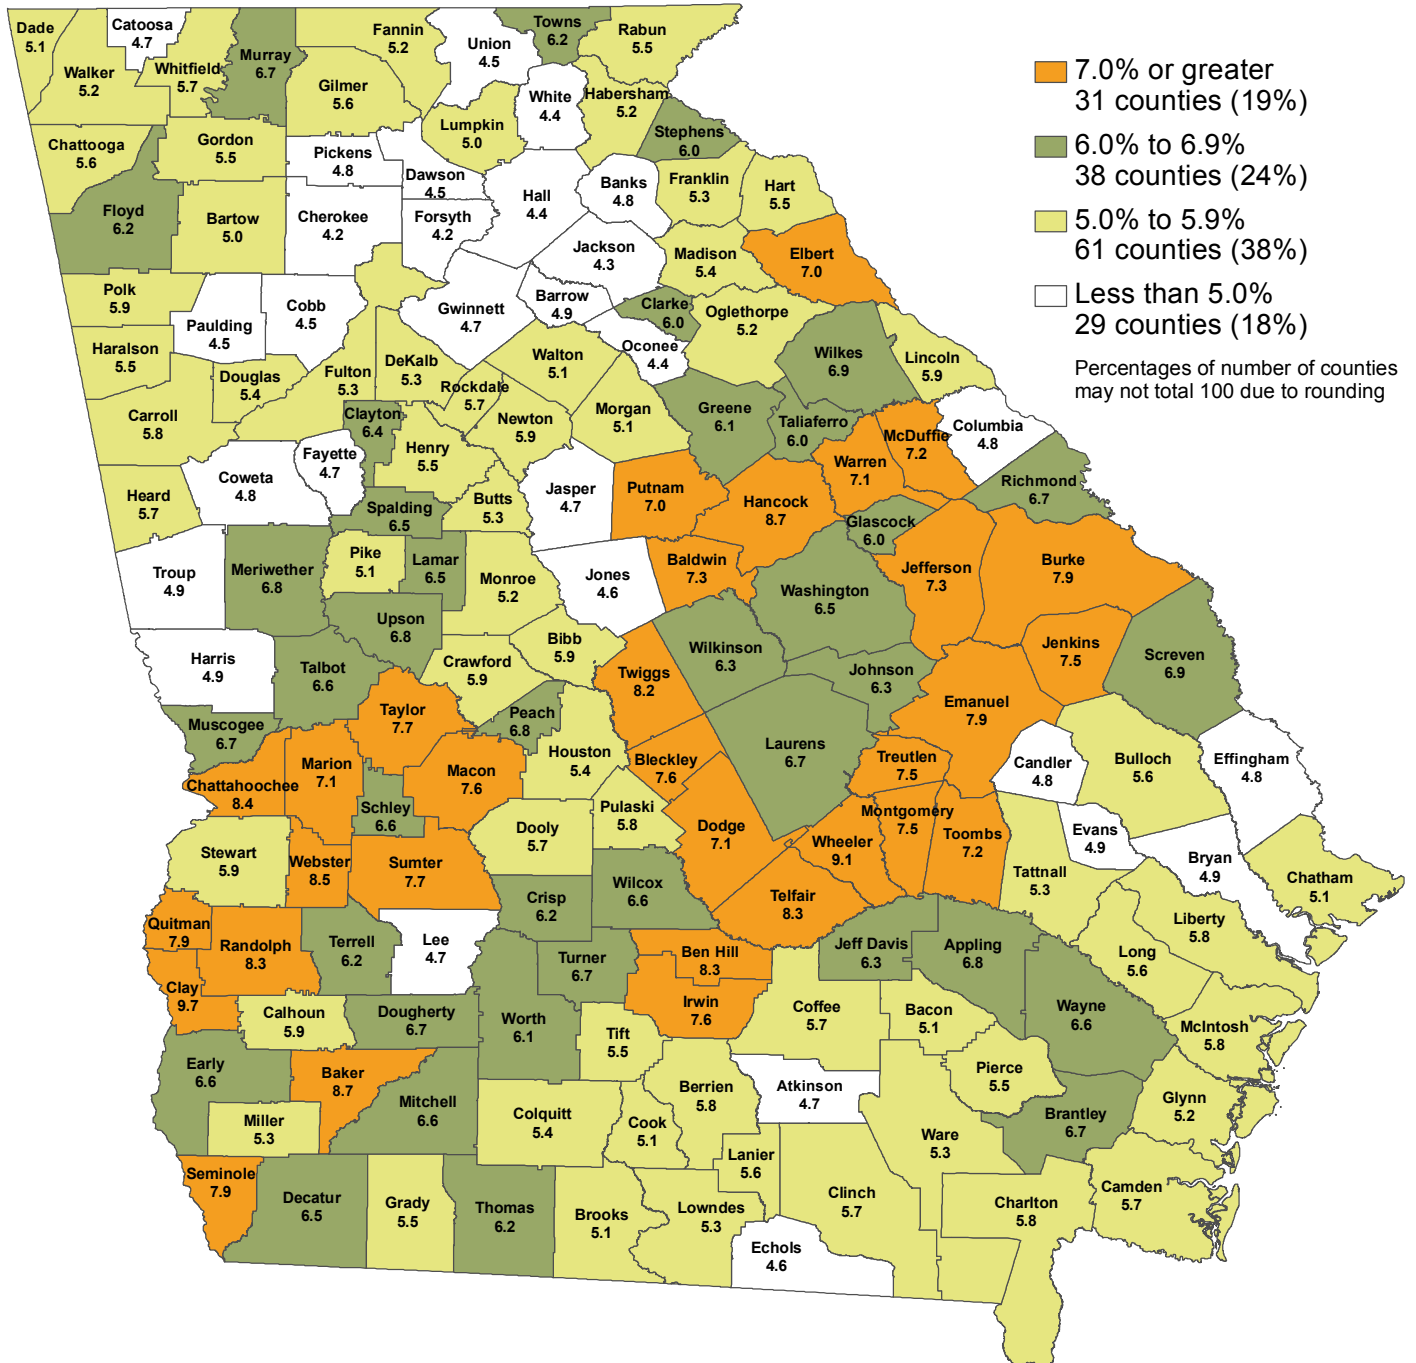 Dade
5.1
Catoosa
4.7
Walker
5.2
Whitfield
5.7
Murray
6.7
Fannin
5.2
Gilmer
5.6
Union
4.5
Towns
6.2
Rabun
5.5
White
4.4
Habersham
5.2
Lumpkin
5.0
Stephens
6.0
Chattooga
5.6
Gordon
5.5
Pickens
4.8
Dawson
4.5
Hall
4.4
Banks
4.8
Franklin
5.3
Hart
5.5
Floyd
6.2
Bartow
5.0
Cherokee
4.2
Forsyth
4.2
Jackson
4.3
Madison
5.4
Elbert
7.0
Polk
5.9
Paulding
4.5
Cobb
4.5
Gwinnett
4.7
Barrow
4.9
Clarke
6.0
Oglethorpe
5.2
Oconee
4.4
Wilkes
6.9
Lincoln
5.9
Haralson
5.5
Douglas
5.4
Fulton
5.3
DeKalb
5.3
Rockdale
5.7
Walton
5.1
Newton
5.9
Morgan
5.1
Greene
6.1
Taliaferro
6.0
McDuffie
7.2
Columbia
4.8
Carroll
5.8
Clayton
6.4
Fayette
4.7
Henry
5.5
Coweta
4.8
Heard
5.7
Spalding
6.5
Butts
5.3
Jasper
4.7
Putnam
7.0
Hancock
8.7
Warren
7.1
Richmond
6.7
Glascock
6.0
Troup
4.9
Meriwether
6.8
Pike
5.1
Lamar
6.5
Monroe
5.2
Jones
4.6
Baldwin
7.3
Washington
6.5
Jefferson
7.3
Burke
7.9
Upson
6.8
Bibb
5.9
Crawford
5.9
Harris
4.9
Talbot
6.6
Twiggs
8.2
Wilkinson
6.3
Johnson
6.3
Jenkins
7.5
Screven
6.9
Emanuel
7.9
Muscogee
6.7
Taylor
7.7
Peach
6.8
Houston
5.4
Bleckley
7.6
Laurens
6.7
Treutlen
7.5
Candler
4.8
Bulloch
5.6
Effingham
4.8
Chattahoochee
8.4
Marion
7.1
Macon
7.6
Schley
6.6
Dooly
5.7
Pulaski
5.8
Dodge
7.1
Wheeler
9.1
Montgomery
7.5
Toombs
7.2
Evans
4.9
Bryan
4.9
Tattnall
5.3
Chatham
5.1
Stewart
5.9
Webster
8.5
Sumter
7.7
Crisp
6.2
Wilcox
6.6
Telfair
8.3
Quitman
7.9
Randolph
8.3
Terrell
6.2
Lee
4.7
Turner
6.7
Ben Hill
8.3
Jeff Davis
6.3
Appling
6.8
Long
5.6
Liberty
5.8
Clay
9.7
Calhoun
5.9
Dougherty
6.7
Worth
6.1
Tift
5.5
Irwin
7.6
Coffee
5.7
Bacon
5.1
Wayne
6.6
McIntosh
5.8
Early
6.6
Baker
8.7
Mitchell
6.6
Miller
5.3
Colquitt
5.4
Cook
5.1
Berrien
5.8
Atkinson
4.7
Pierce
5.5
Brantley
6.7
Glynn
5.2
Ware
5.3
Lanier
5.6
Seminole
7.9
Decatur
6.5
Grady
5.5
Thomas
6.2
Brooks
5.1
Lowndes
5.3
Clinch
5.7
Charlton
5.8
Camden
5.7
Echols
4.6
7.0% or greater
31 counties (19%)
6.0% to 6.9%
38 counties (24%)
5.0% to 5.9%
61 counties (38%)
Less than 5.0%
29 counties (18%)
Percentages of number of counties
may not total 100 due to rounding